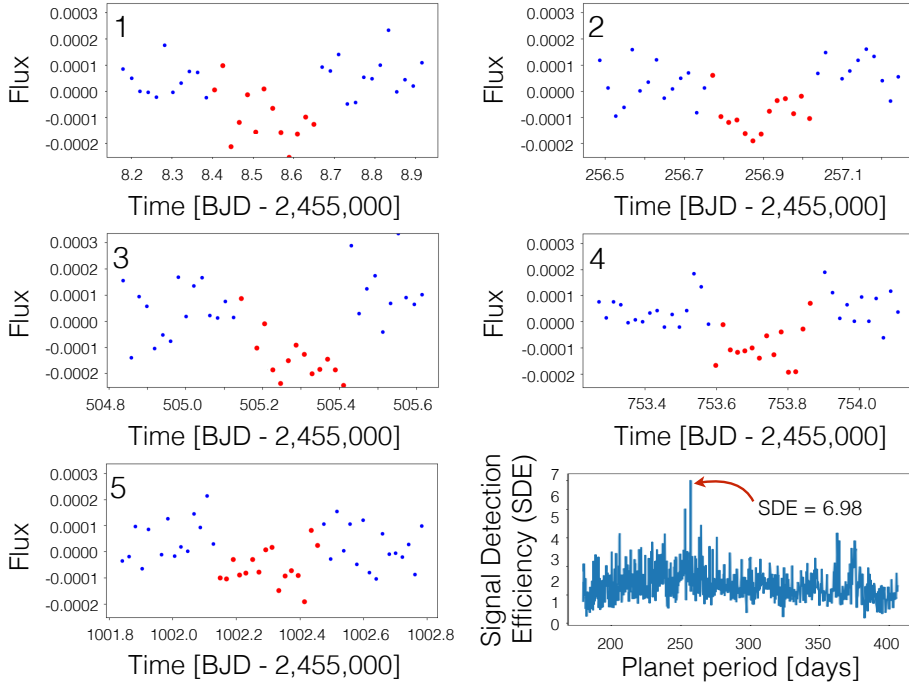 1
Flux
0.0003
0.0002
0.0001
0.0000
-0.0001
-0.0002
8.2 8.3 8.4 8.5 8.6 8.7 8.8 8.9
Time [BJD - 2,455,000]
2
Flux
0.0003
0.0002
0.0001
0.0000
-0.0001
-0.0002
256.5 256.7 256.9 257.1
Time [BJD - 2,455,000]
3
Flux
0.0003
0.0002
0.0001
0.0000
-0.0001
-0.0002
504.8 505.0 505.2 505.4 505.6
Time [BJD - 2,455,000]
4
Flux
0.0003
0.0002
0.0001
0.0000
-0.0001
-0.0002
753.4 753.6 753.8 754.0
Time [BJD - 2,455,000]
5
Flux
0.0003
0.0002
0.0001
0.0000
-0.0001
-0.0002
1001.8 1002.0 1002.2 1002.4 1002.6 1002.8
Time [BJD - 2,455,000]
Signal Detection
Efficiency (SDE)
7
6
5
4
3
2
1
0
SDE = 6.98
200 250 300 350 400
Planet period [days]